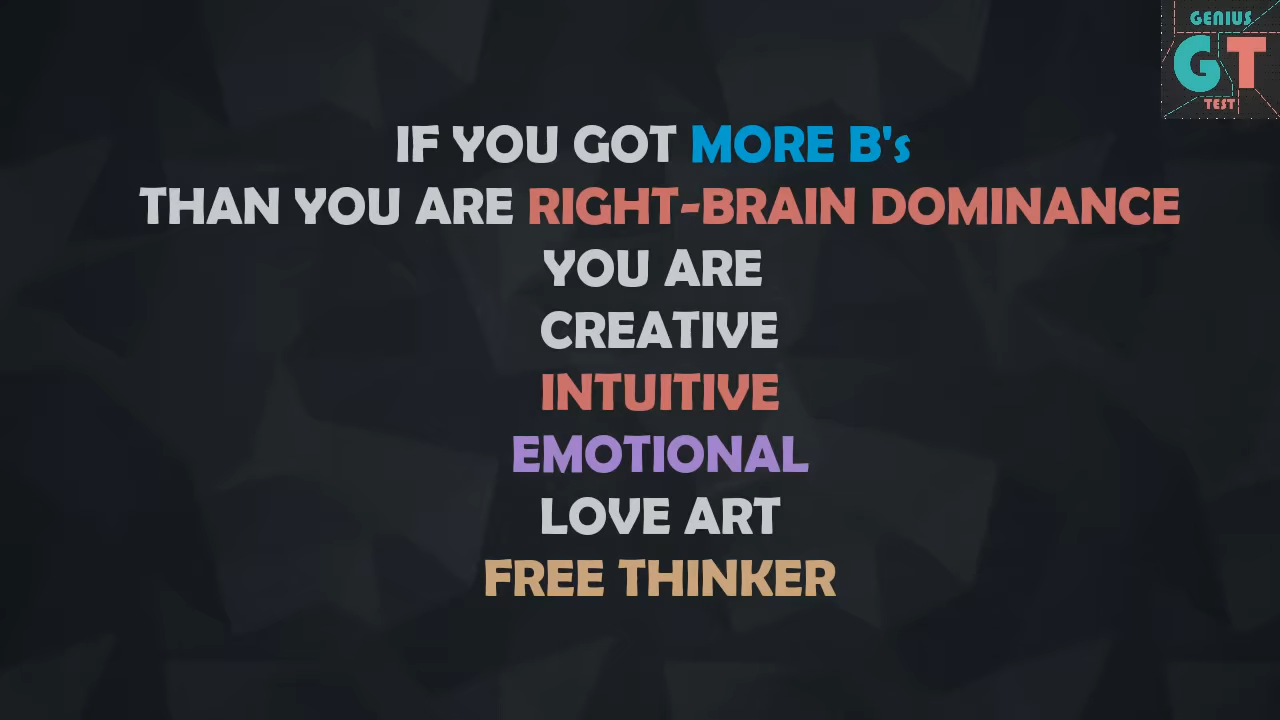 GENIUS
GT
TEST
IF YOU GOT MORE B's
THAN YOU ARE RIGHT-BRAIN DOMINANCE
YOU ARE
CREATIVE
INTUITIVE
EMOTIONAL
LOVE ART
FREE THINKER